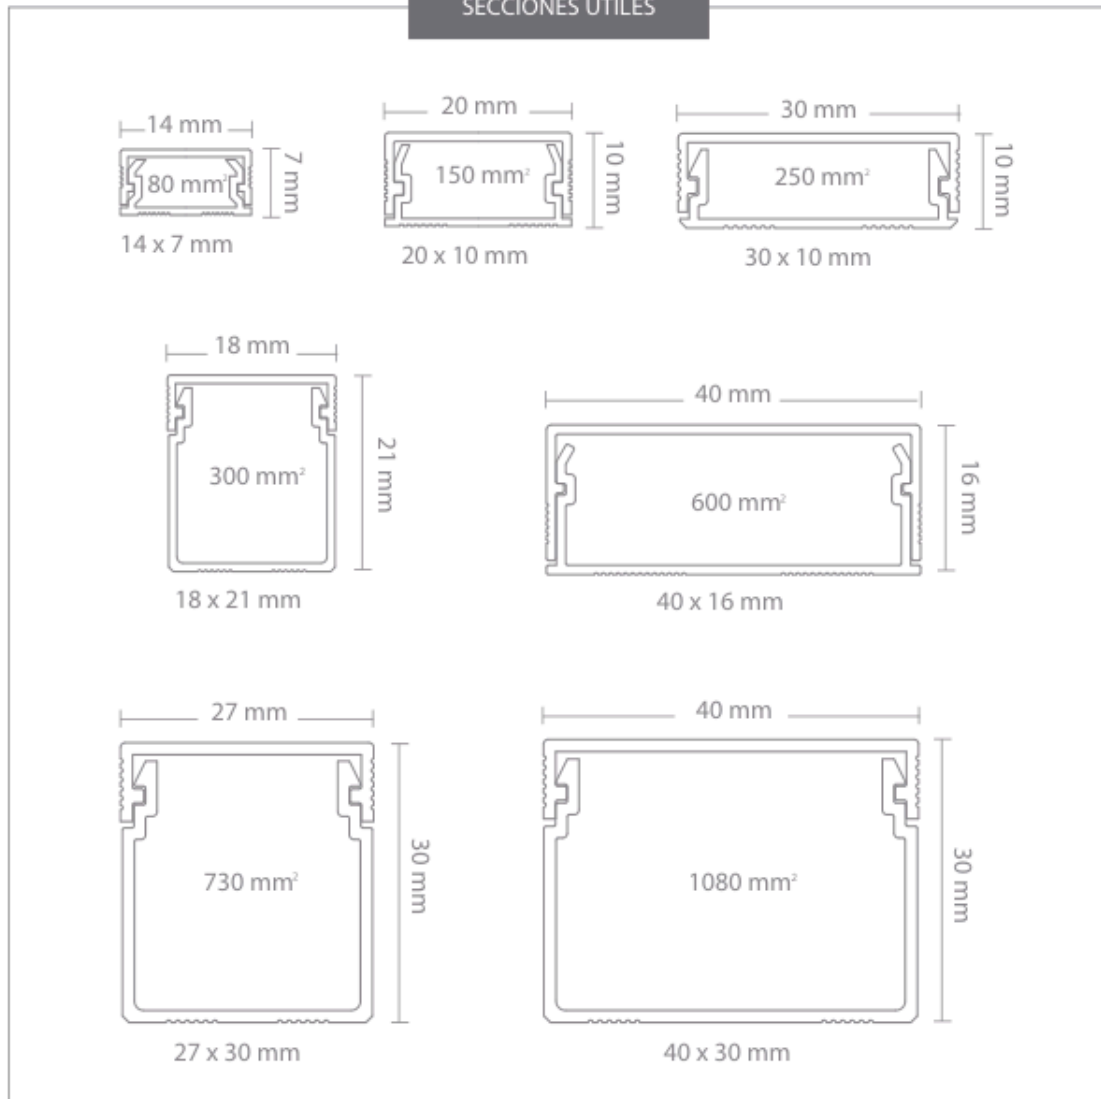 SECCIONES ÚTILES
14 mm
7 mm
80 mm²
14 x 7 mm
20 mm
10 mm
150 mm²
20 x 10 mm
30 mm
10 mm
250 mm²
30 x 10 mm
18 mm
21 mm
300 mm²
18 x 21 mm
40 mm
16 mm
600 mm²
40 x 16 mm
27 mm
30 mm
730 mm²
27 x 30 mm
40 mm
30 mm
1080 mm²
40 x 30 mm